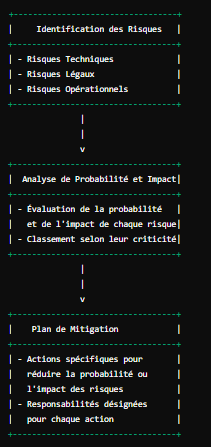 +---------------------------------+
|     Identification des Risques   |
+---------------------------------+
| - Risques Techniques             |
| - Risques Légaux                 |
| - Risques Opérationnels          |
+---------------------------------+
|
|
v
+---------------------------------+
|  Analyse de Probabilité et Impact|
+---------------------------------+
| - Évaluation de la probabilité   |
|   et de l'impact de chaque risque|
| - Classement selon leur criticité|
+---------------------------------+
|
|
v
+---------------------------------+
|    Plan de Mitigation            |
+---------------------------------+
| - Actions spécifiques pour       |
|   réduire la probabilité ou      |
|   l'impact des risques           |
| - Responsabilités désignées      |
|   pour chaque action             |
+---------------------------------+